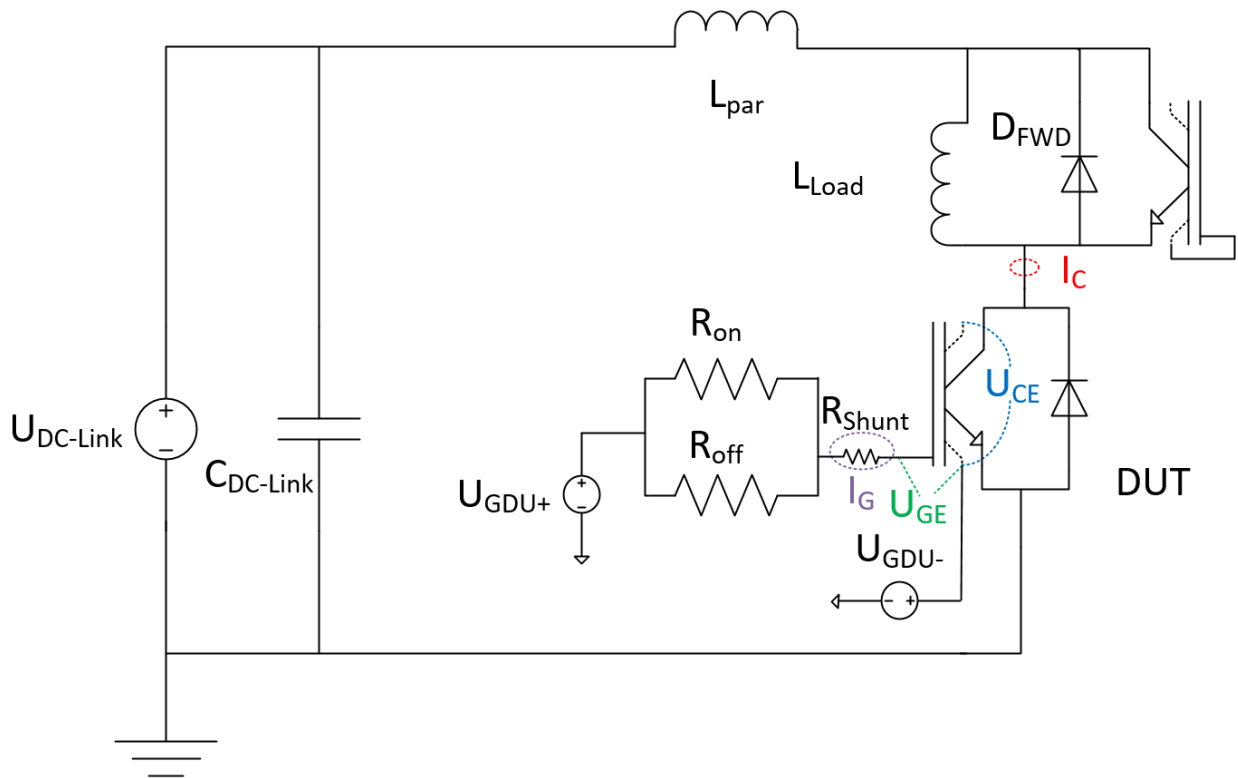 Lpar
DFWD
LLoad
IC
Ron
UCE
RShunt
UDC-Link
Roff
CDC-Link
UGDU+
IG
UGE
DUT
UGDU-